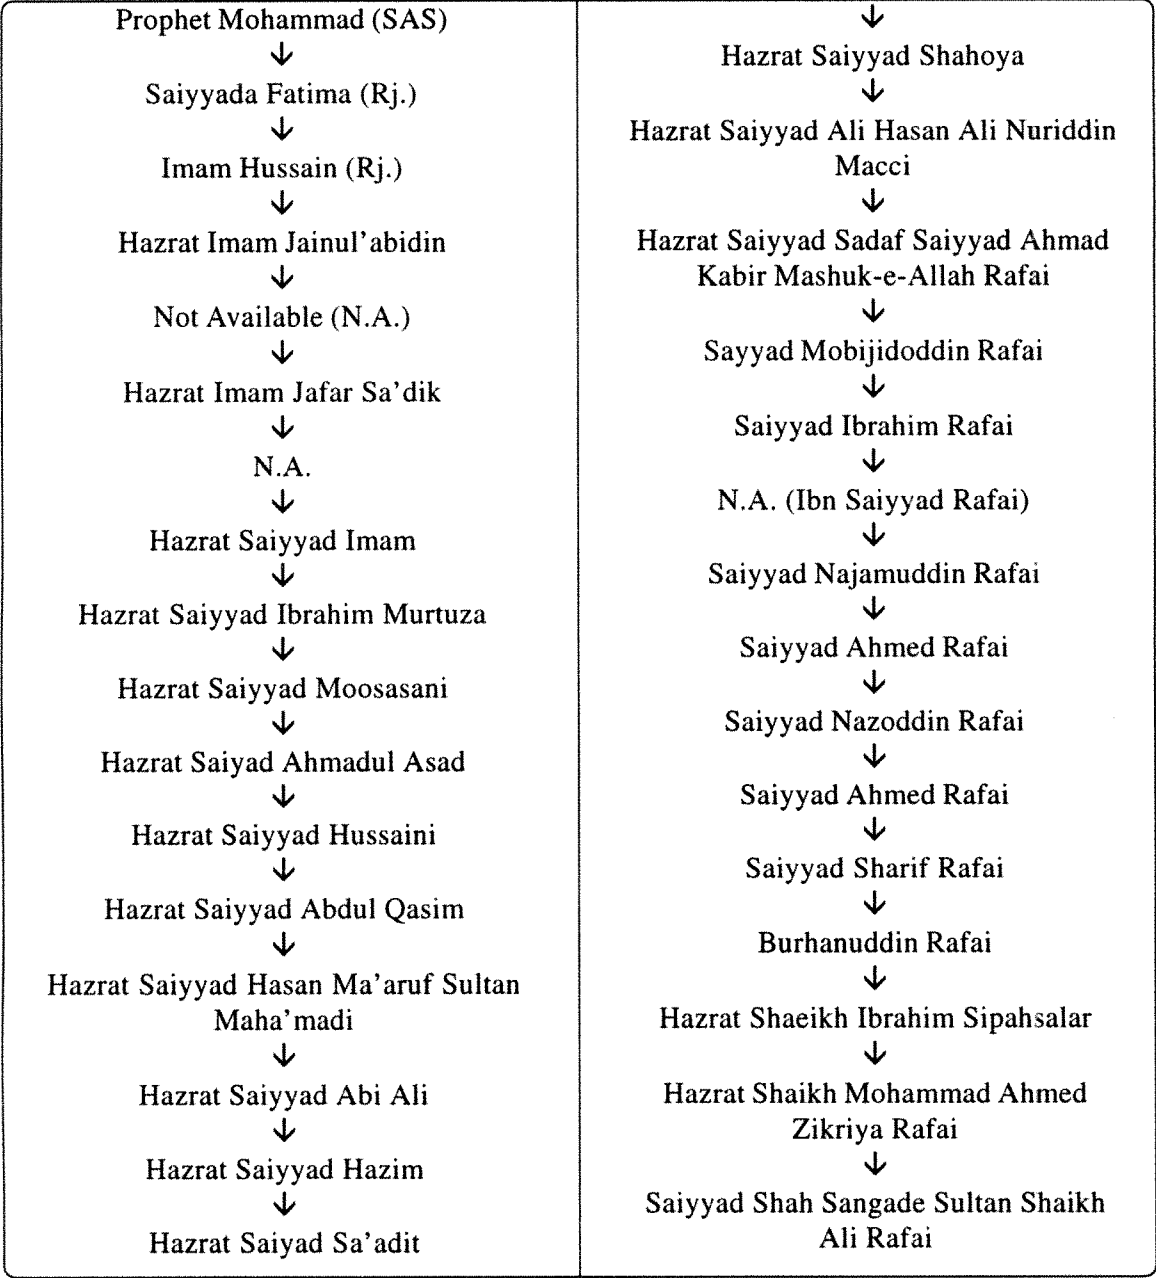 Prophet Mohammad (SAS)
↓
Saiyyada Fatima (Rj.)
↓
Imam Hussain (Rj.)
↓
Hazrat Imam Jainul'abidin
↓
Not Available (N.A.)
↓
Hazrat Imam Jafar Sa'dik
↓
N.A.
↓
Hazrat Saiyyad Imam
↓
Hazrat Saiyyad Ibrahim Murtuza
↓
Hazrat Saiyyad Moosasani
↓
Hazrat Saiyad Ahmadul Asad
↓
Hazrat Saiyyad Hussaini
↓
Hazrat Saiyyad Abdul Qasim
↓
Hazrat Saiyyad Hasan Ma'aruf Sultan
Maha'madi
↓
Hazrat Saiyyad Abi Ali
↓
Hazrat Saiyyad Hazim
↓
Hazrat Saiyad Sa'adit
↓
Hazrat Saiyyad Shahoya
↓
Hazrat Saiyyad Ali Hasan Ali Nuriddin
Macci
↓
Hazrat Saiyyad Sadaf Saiyyad Ahmad
Kabir Mashuk-e-Allah Rafai
↓
Sayyad Mobijidoddin Rafai
↓
Saiyyad Ibrahim Rafai
↓
N.A. (Ibn Saiyyad Rafai)
↓
Saiyyad Najamuddin Rafai
↓
Saiyyad Ahmed Rafai
↓
Saiyyad Nazoddin Rafai
↓
Saiyyad Ahmed Rafai
↓
Saiyyad Sharif Rafai
↓
Burhanuddin Rafai
↓
Hazrat Shaeikh Ibrahim Sipahsalar
↓
Hazrat Shaikh Mohammad Ahmed
Zikriya Rafai
↓
Saiyyad Shah Sangade Sultan Shaikh
Ali Rafai